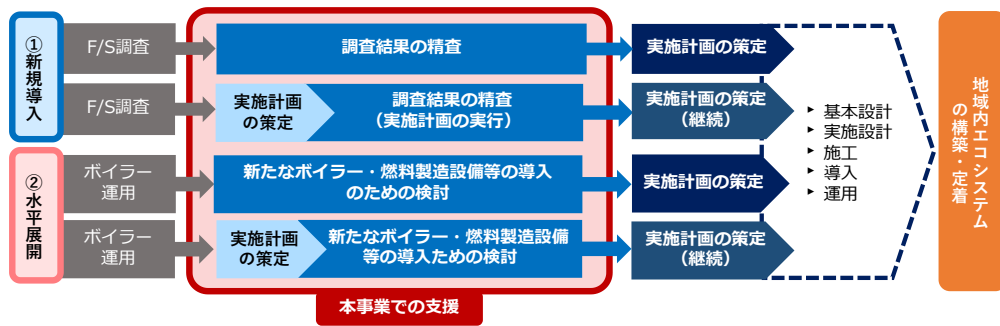 ①新規導入
F/S調査
調査結果の精査
実施計画の策定
F/S調査
実施計画
の策定
調査結果の精査
（実施計画の実行）
実施計画の策定
（継続）
②水平展開
ボイラー
運用
新たなボイラー・燃料製造設備等の導入
のための検討
実施計画の策定
ボイラー
運用
実施計画
の策定
新たなボイラー・燃料製造設備
等の導入ための検討
実施計画の策定
（継続）
▸ 基本設計
▸ 実施設計
▸ 施工
▸ 導入
▸ 運用
地域内エコシステム
の構築・定着
本事業での支援